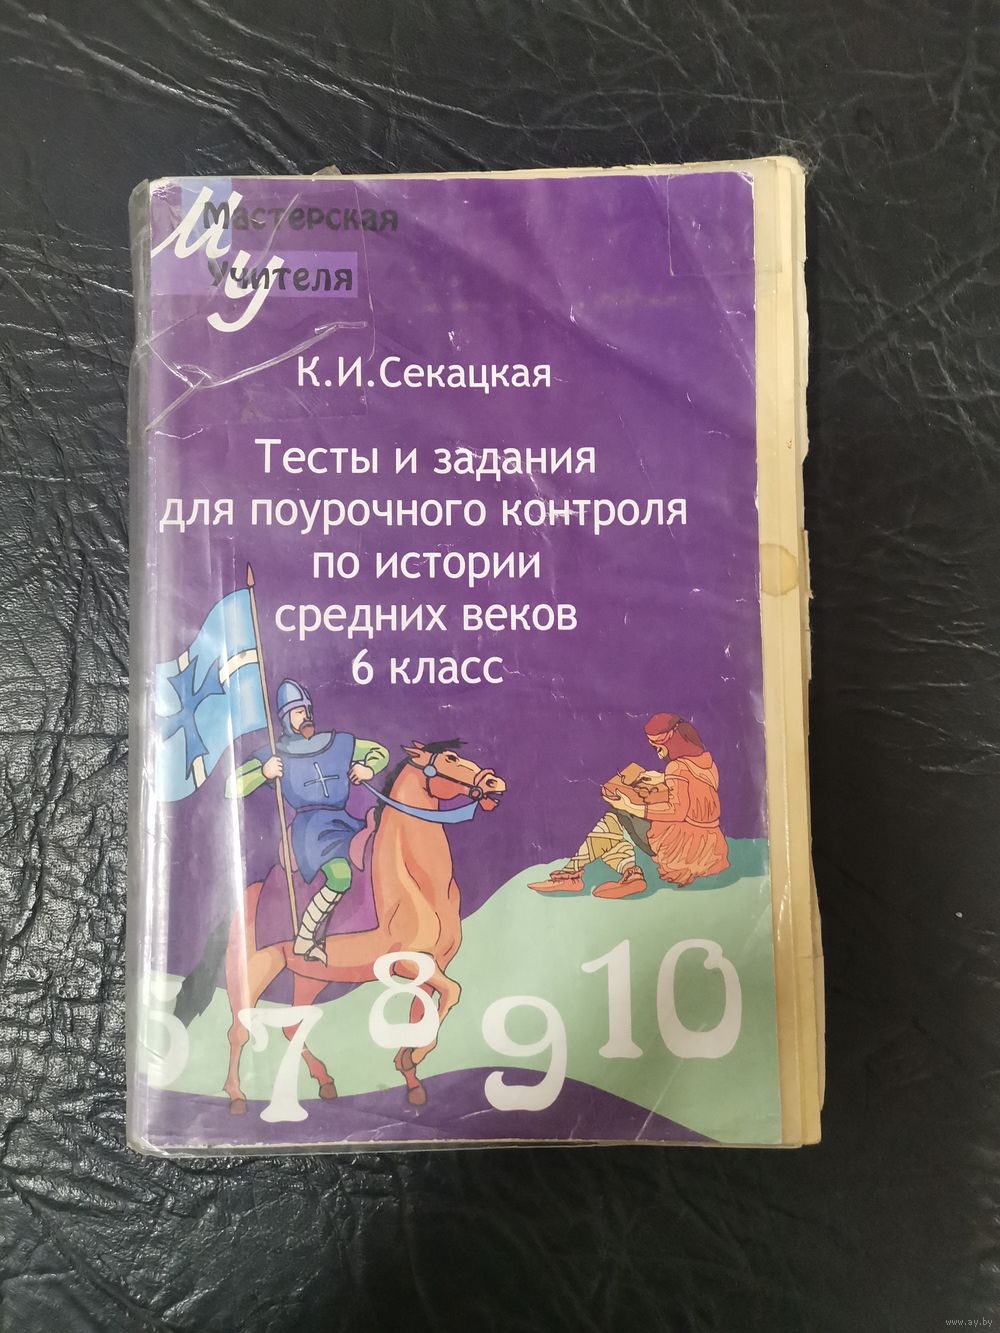 Мастерская
Учителя
МУ
К.И.Секацкая
Тесты и задания
для поурочного контроля
по истории
средних веков
6 класс
5 7 8 9 10
www.ay.by